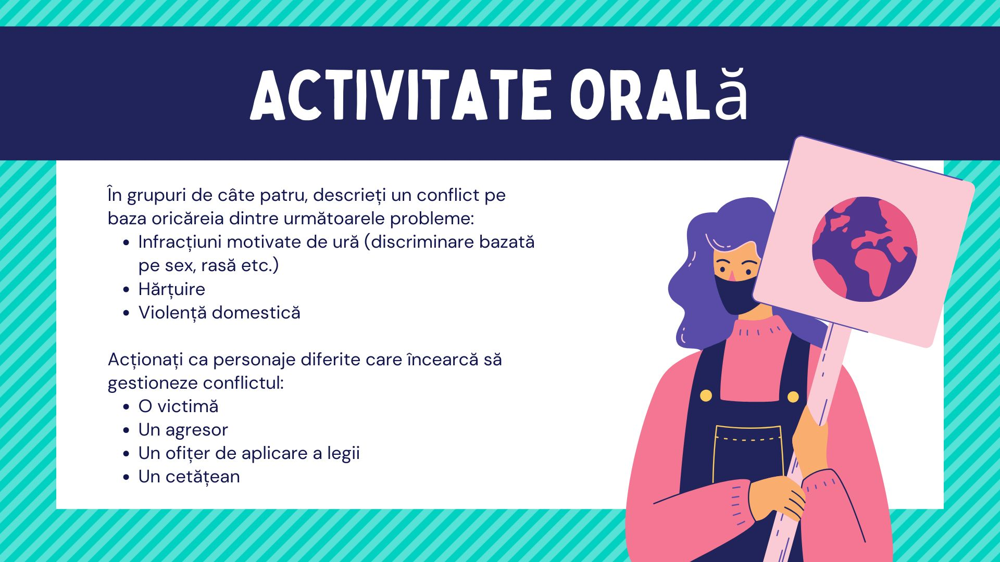 ACTIVITATE ORALă
În grupuri de câte patru, descrieți un conflict pe
baza oricăreia dintre următoarele probleme:
• Infracțiuni motivate de ură (discriminare bazată
pe sex, rasă etc.)
• Hărțuire
• Violență domestică
Acționați ca personaje diferite care încearcă să
gestioneze conflictul:
• O victimă
• Un agresor
• Un ofițer de aplicare a legii
• Un cetățean